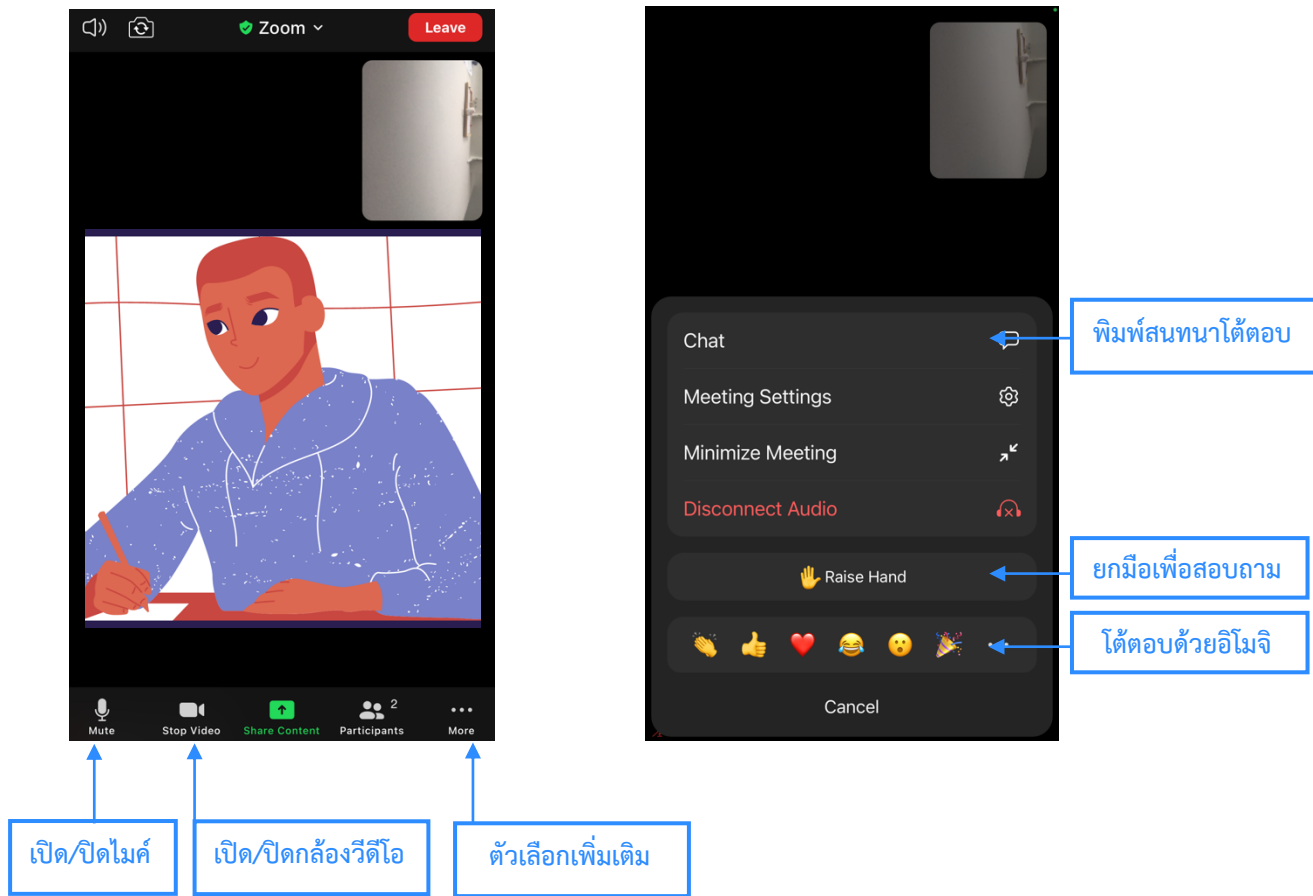 Zoom
Leave
Mute
Stop Video
Share Content
Participants
2
More
เปิด/ปิดไมค์
เปิด/ปิดกล้องวีดีโอ
ตัวเลือกเพิ่มเติม
Chat
พิมพ์สนทนาโต้ตอบ
Meeting Settings
Minimize Meeting
Disconnect Audio
Raise Hand
ยกมือเพื่อสอบถาม
โต้ตอบด้วยอิโมจิ
Cancel